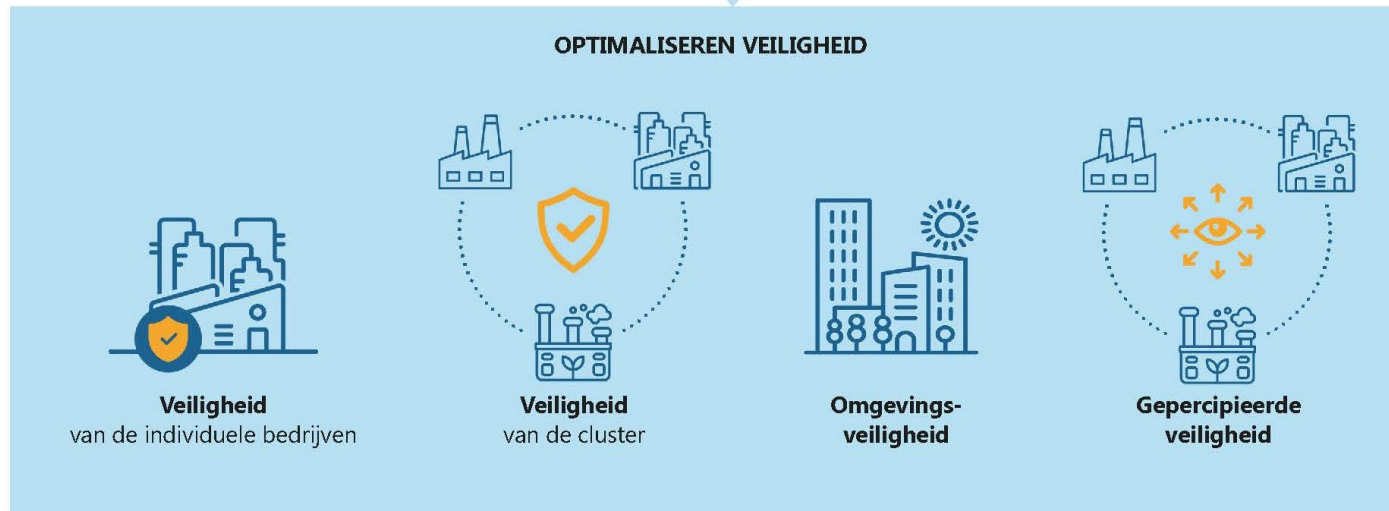 OPTIMALISEREN VEILIGHEID
Veiligheid
van de individuele bedrijven
Veiligheid
van de cluster
Omgevings-
veiligheid
Gepercipieerde
veiligheid